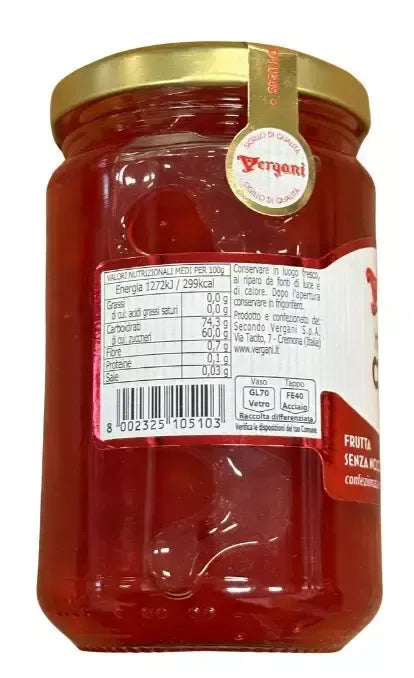 SIGILLO DI QUALITÀ
Vergani
SIGILLO DI QUALITÀ
VALORI NUTRIZIONALI MEDI PER 100g
Energia 1272kJ / 299kcal
Grassi 0,0 g
di cui: acidi grassi saturi 0,0 g
Carboidrati 74,3 g
di cui: zuccheri 60,0 g
Fibre 0,7 g
Proteine 0,1 g
Sale 0,03 g
Conservare in luogo fresco,
al riparo da fonti di luce e
di calore. Dopo l'apertura
conservare in frigorifero.
Prodotto e confezionato da:
Secondo Vergani S.p.A.
Via Tacito, 7 - Cremona (Italia)
www.vergani.it
Vaso Tappo
GL70 FE40
Vetro Acciaio
Raccolta differenziata
Verifica le disposizioni del tuo Comune
8 002325 105103
FRUTTA
SENZA